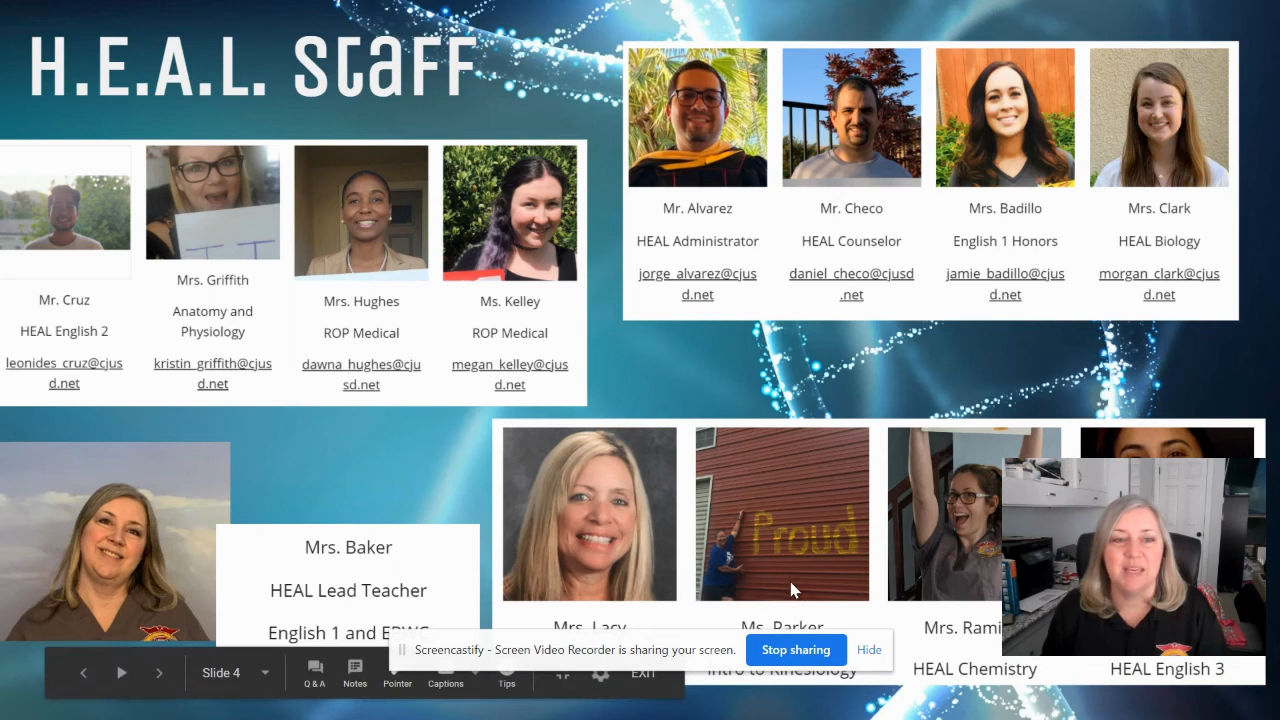 H.E.A.L. Staff
Mr. Alvarez
HEAL Administrator
jorge_alvarez@cjus
d.net
Mr. Checo
HEAL Counselor
daniel_checo@cjusd
.net
Mrs. Badillo
English 1 Honors
jamie_badillo@cjus
d.net
Mrs. Clark
HEAL Biology
morgan_clark@cjus
d.net
Mr. Cruz
HEAL English 2
leonides_cruz@cjus
d.net
Mrs. Griffith
Anatomy and
Physiology
kristin_griffith@cjus
d.net
Mrs. Hughes
ROP Medical
dawna_hughes@cju
sd.net
Ms. Kelley
ROP Medical
megan_kelley@cjus
d.net
Mrs. Baker
HEAL Lead Teacher
English 1 and
Proud
Mrs. Lacy
Ms. Parker
Intro to Kinesiology
Mrs.
HEAL Chemistry
HEAL English 3
Screencastify - Screen Video Recorder is sharing your screen.
Stop sharing
Hide
Slide 4
Q & A
Notes
Pointer
Captions
Tips
EXIT